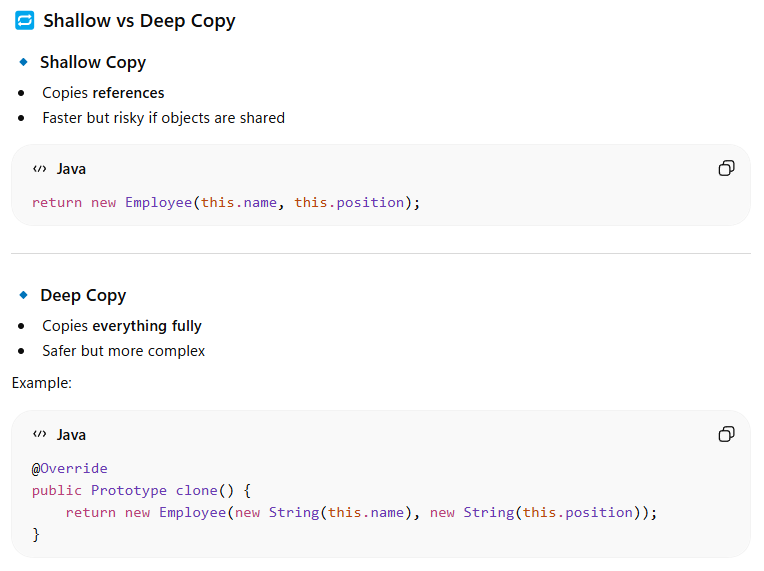 Shallow vs Deep Copy
Shallow Copy
Copies references
Faster but risky if objects are shared
Java
return new Employee(this.name, this.position);
Deep Copy
Copies everything fully
Safer but more complex
Example:
Java
@Override
public Prototype clone() {
    return new Employee(new String(this.name), new String(this.position));
}